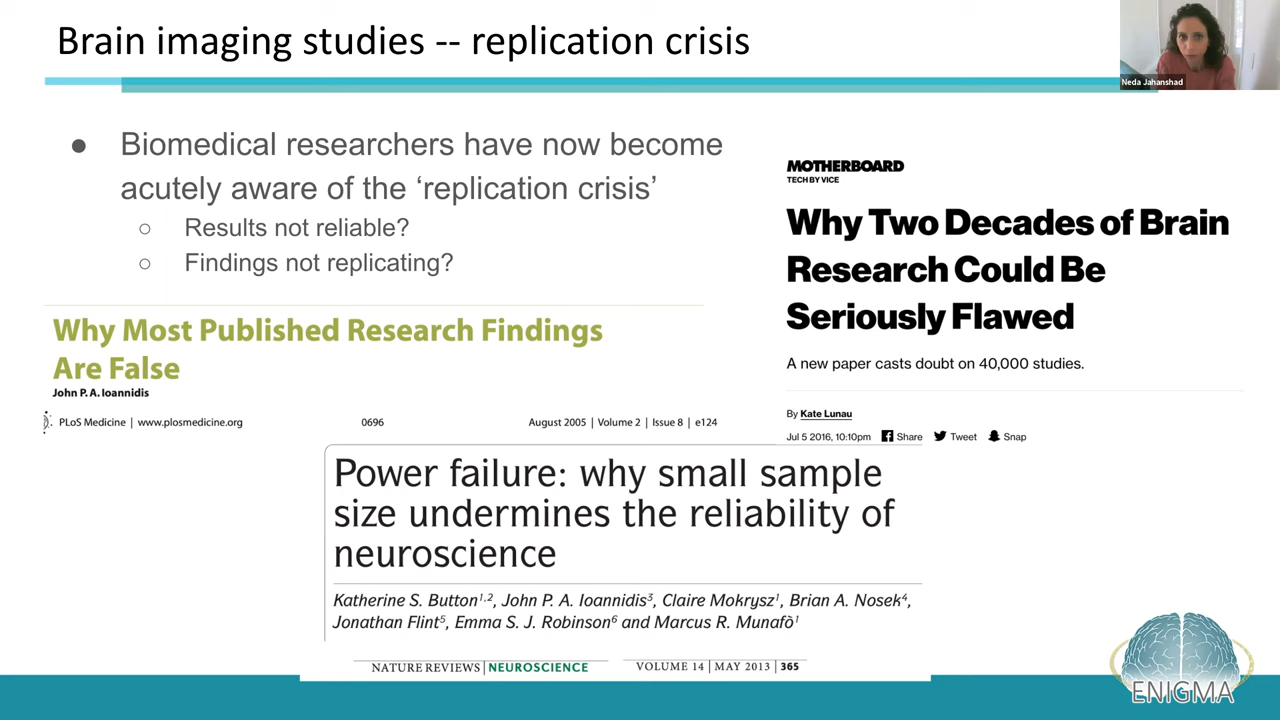 Brain imaging studies -- replication crisis
Neda Jahanshad
● Biomedical researchers have now become
acutely aware of the ‘replication crisis’
○ Results not reliable?
○ Findings not replicating?
MOTHERBOARD
TECH BY VICE
Why Two Decades of Brain
Research Could Be
Seriously Flawed
A new paper casts doubt on 40,000 studies.
By Kate Lunau
Jul 5 2016, 10:10pm Share Tweet Snap
Why Most Published Research Findings
Are False
John P. A. Ioannidis
PLoS Medicine | www.plosmedicine.org 0696 August 2005 | Volume 2 | Issue 8 | e124
Power failure: why small sample
size undermines the reliability of
neuroscience
Katherine S. Button1,2, John P. A. Ioannidis3, Claire Mokrysz1, Brian A. Nosek4,
Jonathan Flint5, Emma S. J. Robinson6 and Marcus R. Munafò1
NATURE REVIEWS | NEUROSCIENCE VOLUME 14 | MAY 2013 | 365
ENIGMA